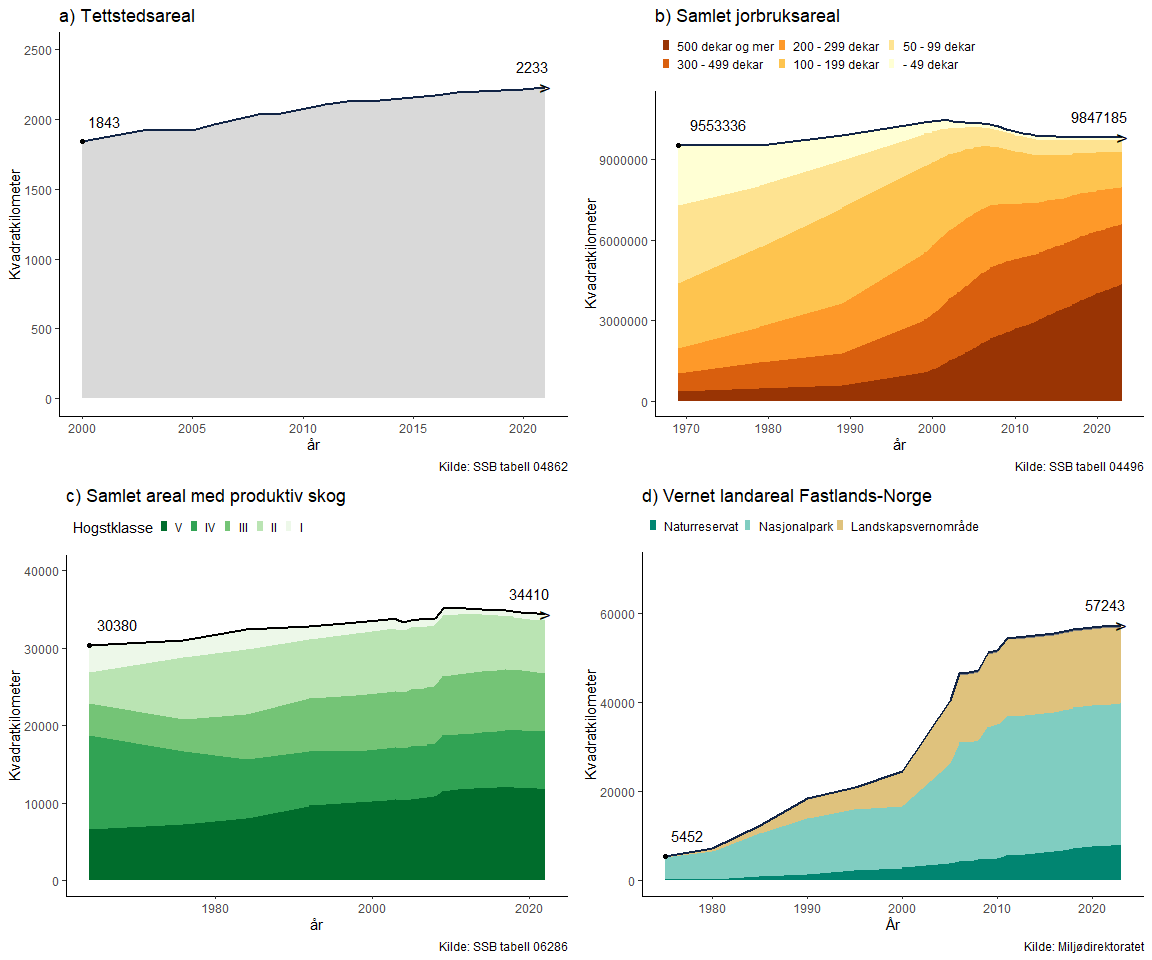 a) Tettstedsareal
2500
2000
1500
1000
500
0
Kvadratkilometer
1843
2233
2000
2005
2010
2015
2020
år
Kilde: SSB tabell 04862
b) Samlet jorbruksareal
500 dekar og mer 200 - 299 dekar 50 - 99 dekar
300 - 499 dekar 100 - 199 dekar - 49 dekar
9000000
6000000
3000000
0
Kvadratkilometer
9553336
9847185
1970
1980
1990
2000
2010
2020
år
Kilde: SSB tabell 04496
c) Samlet areal med produktiv skog
Hogstklasse V IV III II I
40000
30000
20000
10000
0
Kvadratkilometer
30380
34410
1980
2000
2020
år
Kilde: SSB tabell 06286
d) Vernet landareal Fastlands-Norge
Naturreservat Nasjonalpark Landskapsvernområde
60000
40000
20000
0
Kvadratkilometer
5452
57243
1980
1990
2000
2010
2020
År
Kilde: Miljødirektoratet